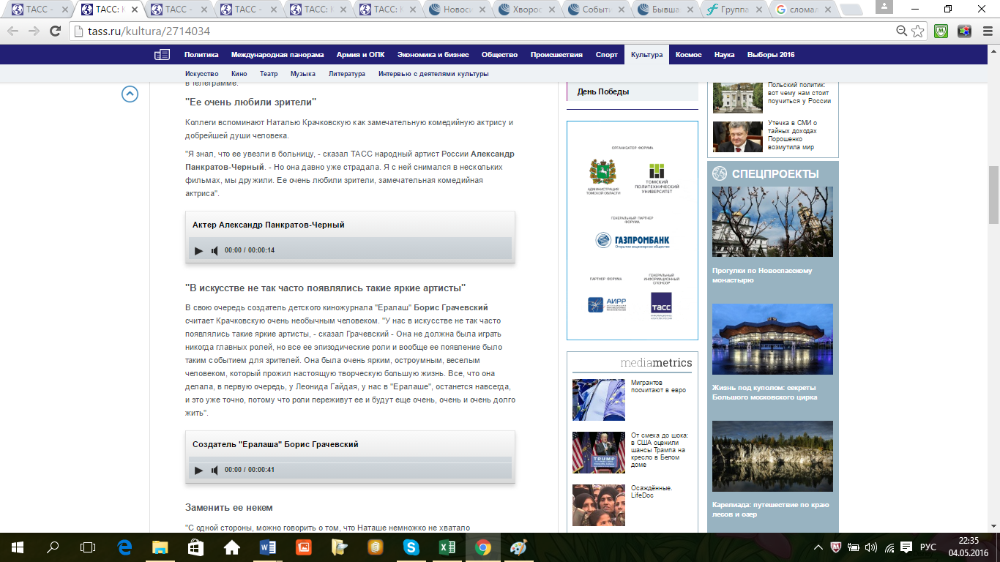 ТАСС -
ТАСС: К
ТАСС -
ТАСС -
ТАСС: К
ТАСС: К
Новоси
Хворос
Событи
Бывша
Группа
сломал
tass.ru/kultura/2714034
Политика Международная панорама Армия и ОПК Экономика и бизнес Общество Происшествия Спорт Культура Космос Наука Выборы 2016
Искусство Кино Театр Музыка Литература Интервью с деятелями культуры
в телеграмме.
"Ее очень любили зрители"
Коллеги вспоминают Наталью Крачковскую как замечательную комедийную актрису и
добрейшей души человека.
"Я знал, что ее увезли в больницу, - сказал ТАСС народный артист России Александр
Панкратов-Черный. - Но она давно уже страдала. Я с ней снимался в нескольких
фильмах, мы дружили. Ее очень любили зрители, замечательная комедийная
актриса".
Актер Александр Панкратов-Черный
00:00 / 00:00:14
"В искусстве не так часто появлялись такие яркие артисты"
В свою очередь создатель детского киножурнала "Ералаш" Борис Грачевский
считает Крачковскую очень необычным человеком. "У нас в искусстве не так часто
появлялись такие яркие артисты, - сказал Грачевский - Она не должна была играть
никогда главных ролей, но все ее эпизодические роли и вообще ее появление было
таким событием для зрителей. Она была очень ярким, остроумным, веселым
человеком, который прожил настоящую творческую большую жизнь. Все, что она
делала, в первую очередь, у Леонида Гайдая, у нас в "Ералаше", останется навсегда,
и это уже точно, потому что роли переживут ее и будут еще очень, очень и очень долго
жить".
Создатель "Ералаша" Борис Грачевский
00:00 / 00:00:41
Заменить ее некем
"С одной стороны, можно говорить о том, что Наташе немножко не хватало
День Победы
ОРГАНИЗАТОР ФОРУМА
АДМИНИСТРАЦИЯ
ТОМСКОЙ ОБЛАСТИ
ТОМСКИЙ
ПОЛИТЕХНИЧЕСКИЙ
УНИВЕРСИТЕТ
ГЕНЕРАЛЬНЫЙ ПАРТНЕР
ФОРУМА
ГАЗПРОМБАНК
Открытое акционерное общество
ПАРТНЕР ФОРУМА
АИРР
ГЕНЕРАЛЬНЫЙ
ИНФОРМАЦИОННЫЙ
СПОНСОР
ТАСС
mediametrics
Мигрантов
посчитают в евро
От смеха до шока:
в США оценили
шансы Трампа на
кресло в Белом
доме
TRUMP
Осаждённые.
LifeDoc
Польский политик:
вот чему нам стоит
поучиться у России
Утечка в СМИ о
тайных доходах
Порошенко
возмутила мир
СПЕЦПРОЕКТЫ
Прогулки по Новоспасскому
монастырю
Жизнь под куполом: секреты
Большого московского цирка
Карелиада: путешествие по краю
лесов и озер
РУС
22:35
04.05.2016